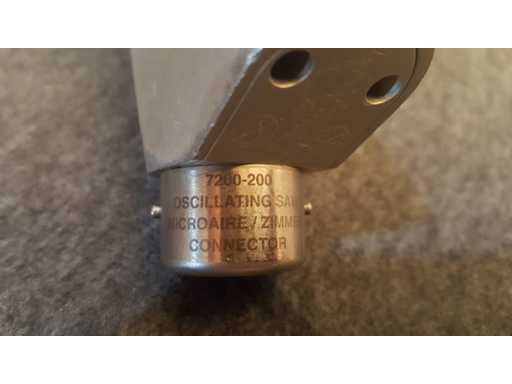 7200-200
OSCILLATING SAW
MICROAIRE / ZIMMER
CONNECTOR